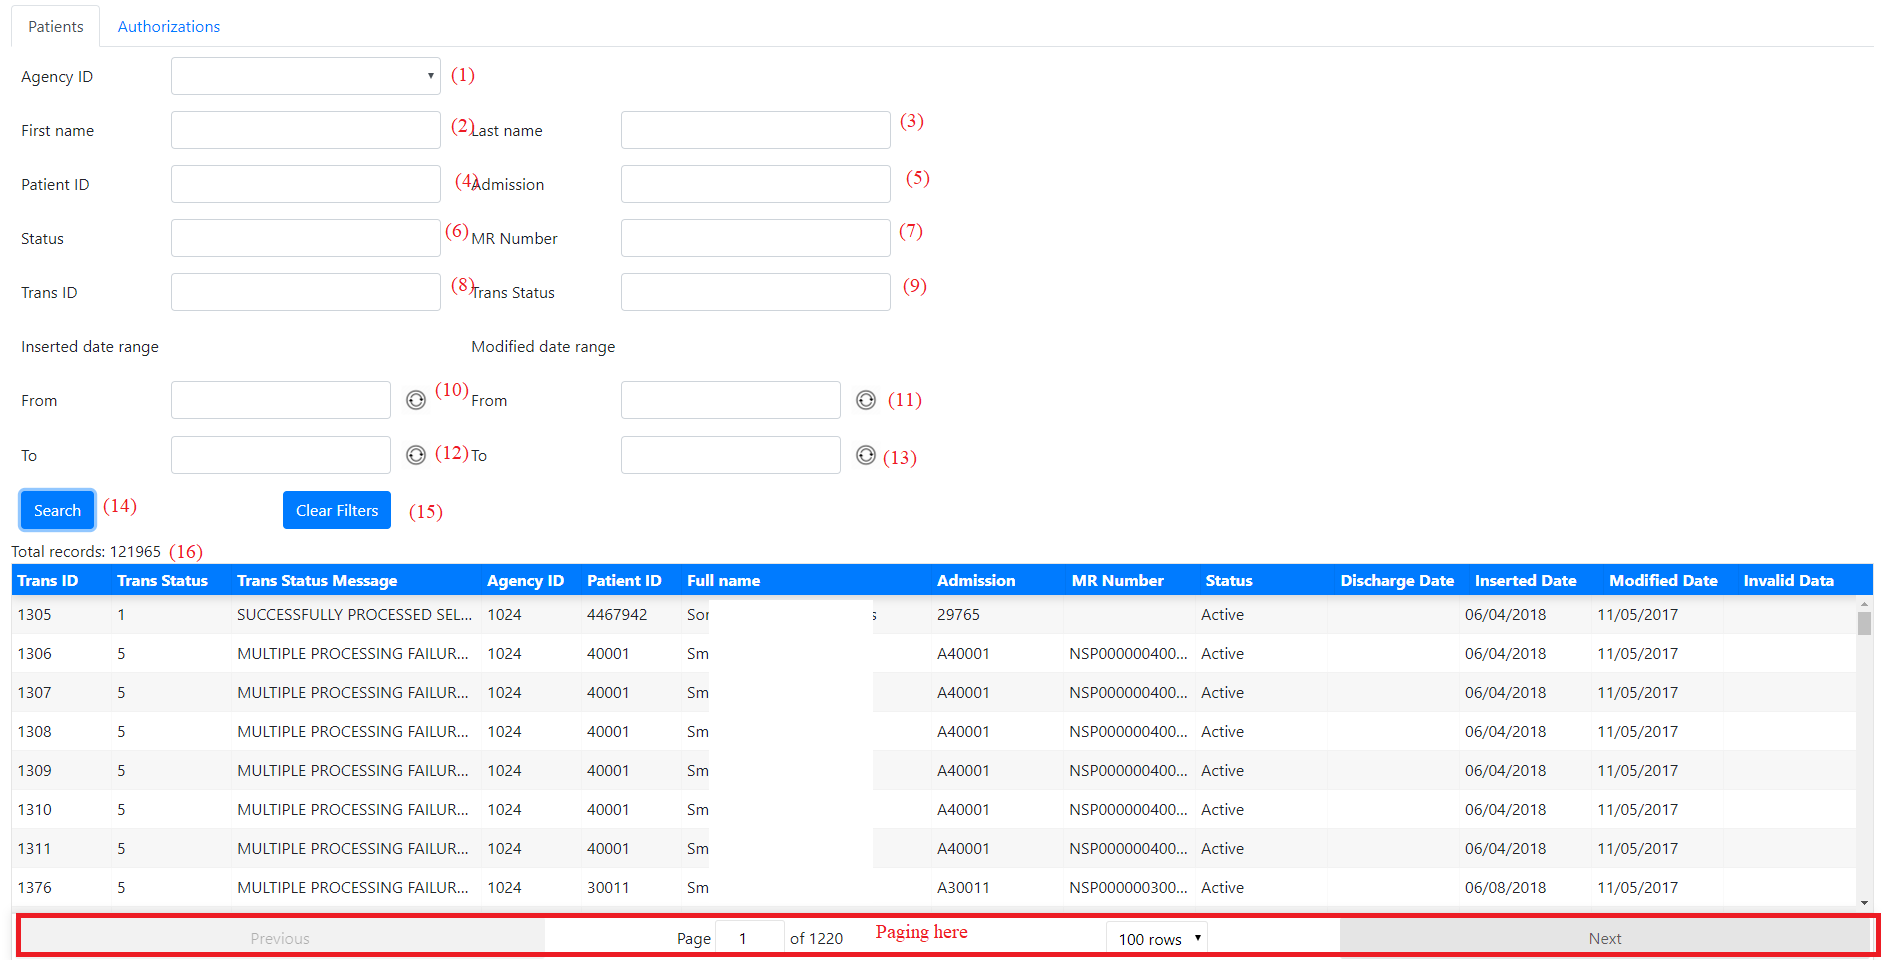 Patients Authorizations
Agency ID (1)
First name (2) Last name (3)
Patient ID (4) Admission (5)
Status (6) MR Number (7)
Trans ID (8) Trans Status (9)
Inserted date range Modified date range
From (10) From (11)
To (12) To (13)
Search (14) Clear Filters (15)
Total records: 121965 (16)
Trans ID Trans Status Trans Status Message Agency ID Patient ID Full name Admission MR Number Status Discharge Date Inserted Date Modified Date Invalid Data
1305 1 SUCCESSFULLY PROCESSED SEL... 1024 4467942 Sor s 29765 Active 06/04/2018 11/05/2017
1306 5 MULTIPLE PROCESSING FAILUR... 1024 40001 Sm A40001 NSP000000400... Active 06/04/2018 11/05/2017
1307 5 MULTIPLE PROCESSING FAILUR... 1024 40001 Sm A40001 NSP000000400... Active 06/04/2018 11/05/2017
1308 5 MULTIPLE PROCESSING FAILUR... 1024 40001 Sm A40001 NSP000000400... Active 06/04/2018 11/05/2017
1309 5 MULTIPLE PROCESSING FAILUR... 1024 40001 Sm A40001 NSP000000400... Active 06/04/2018 11/05/2017
1310 5 MULTIPLE PROCESSING FAILUR... 1024 40001 Sm A40001 NSP000000400... Active 06/04/2018 11/05/2017
1311 5 MULTIPLE PROCESSING FAILUR... 1024 40001 Sm A40001 NSP000000400... Active 06/04/2018 11/05/2017
1376 5 MULTIPLE PROCESSING FAILUR... 1024 30011 Sm A30011 NSP000000300... Active 06/08/2018 11/05/2017
Previous Page 1 of 1220 Paging here 100 rows Next